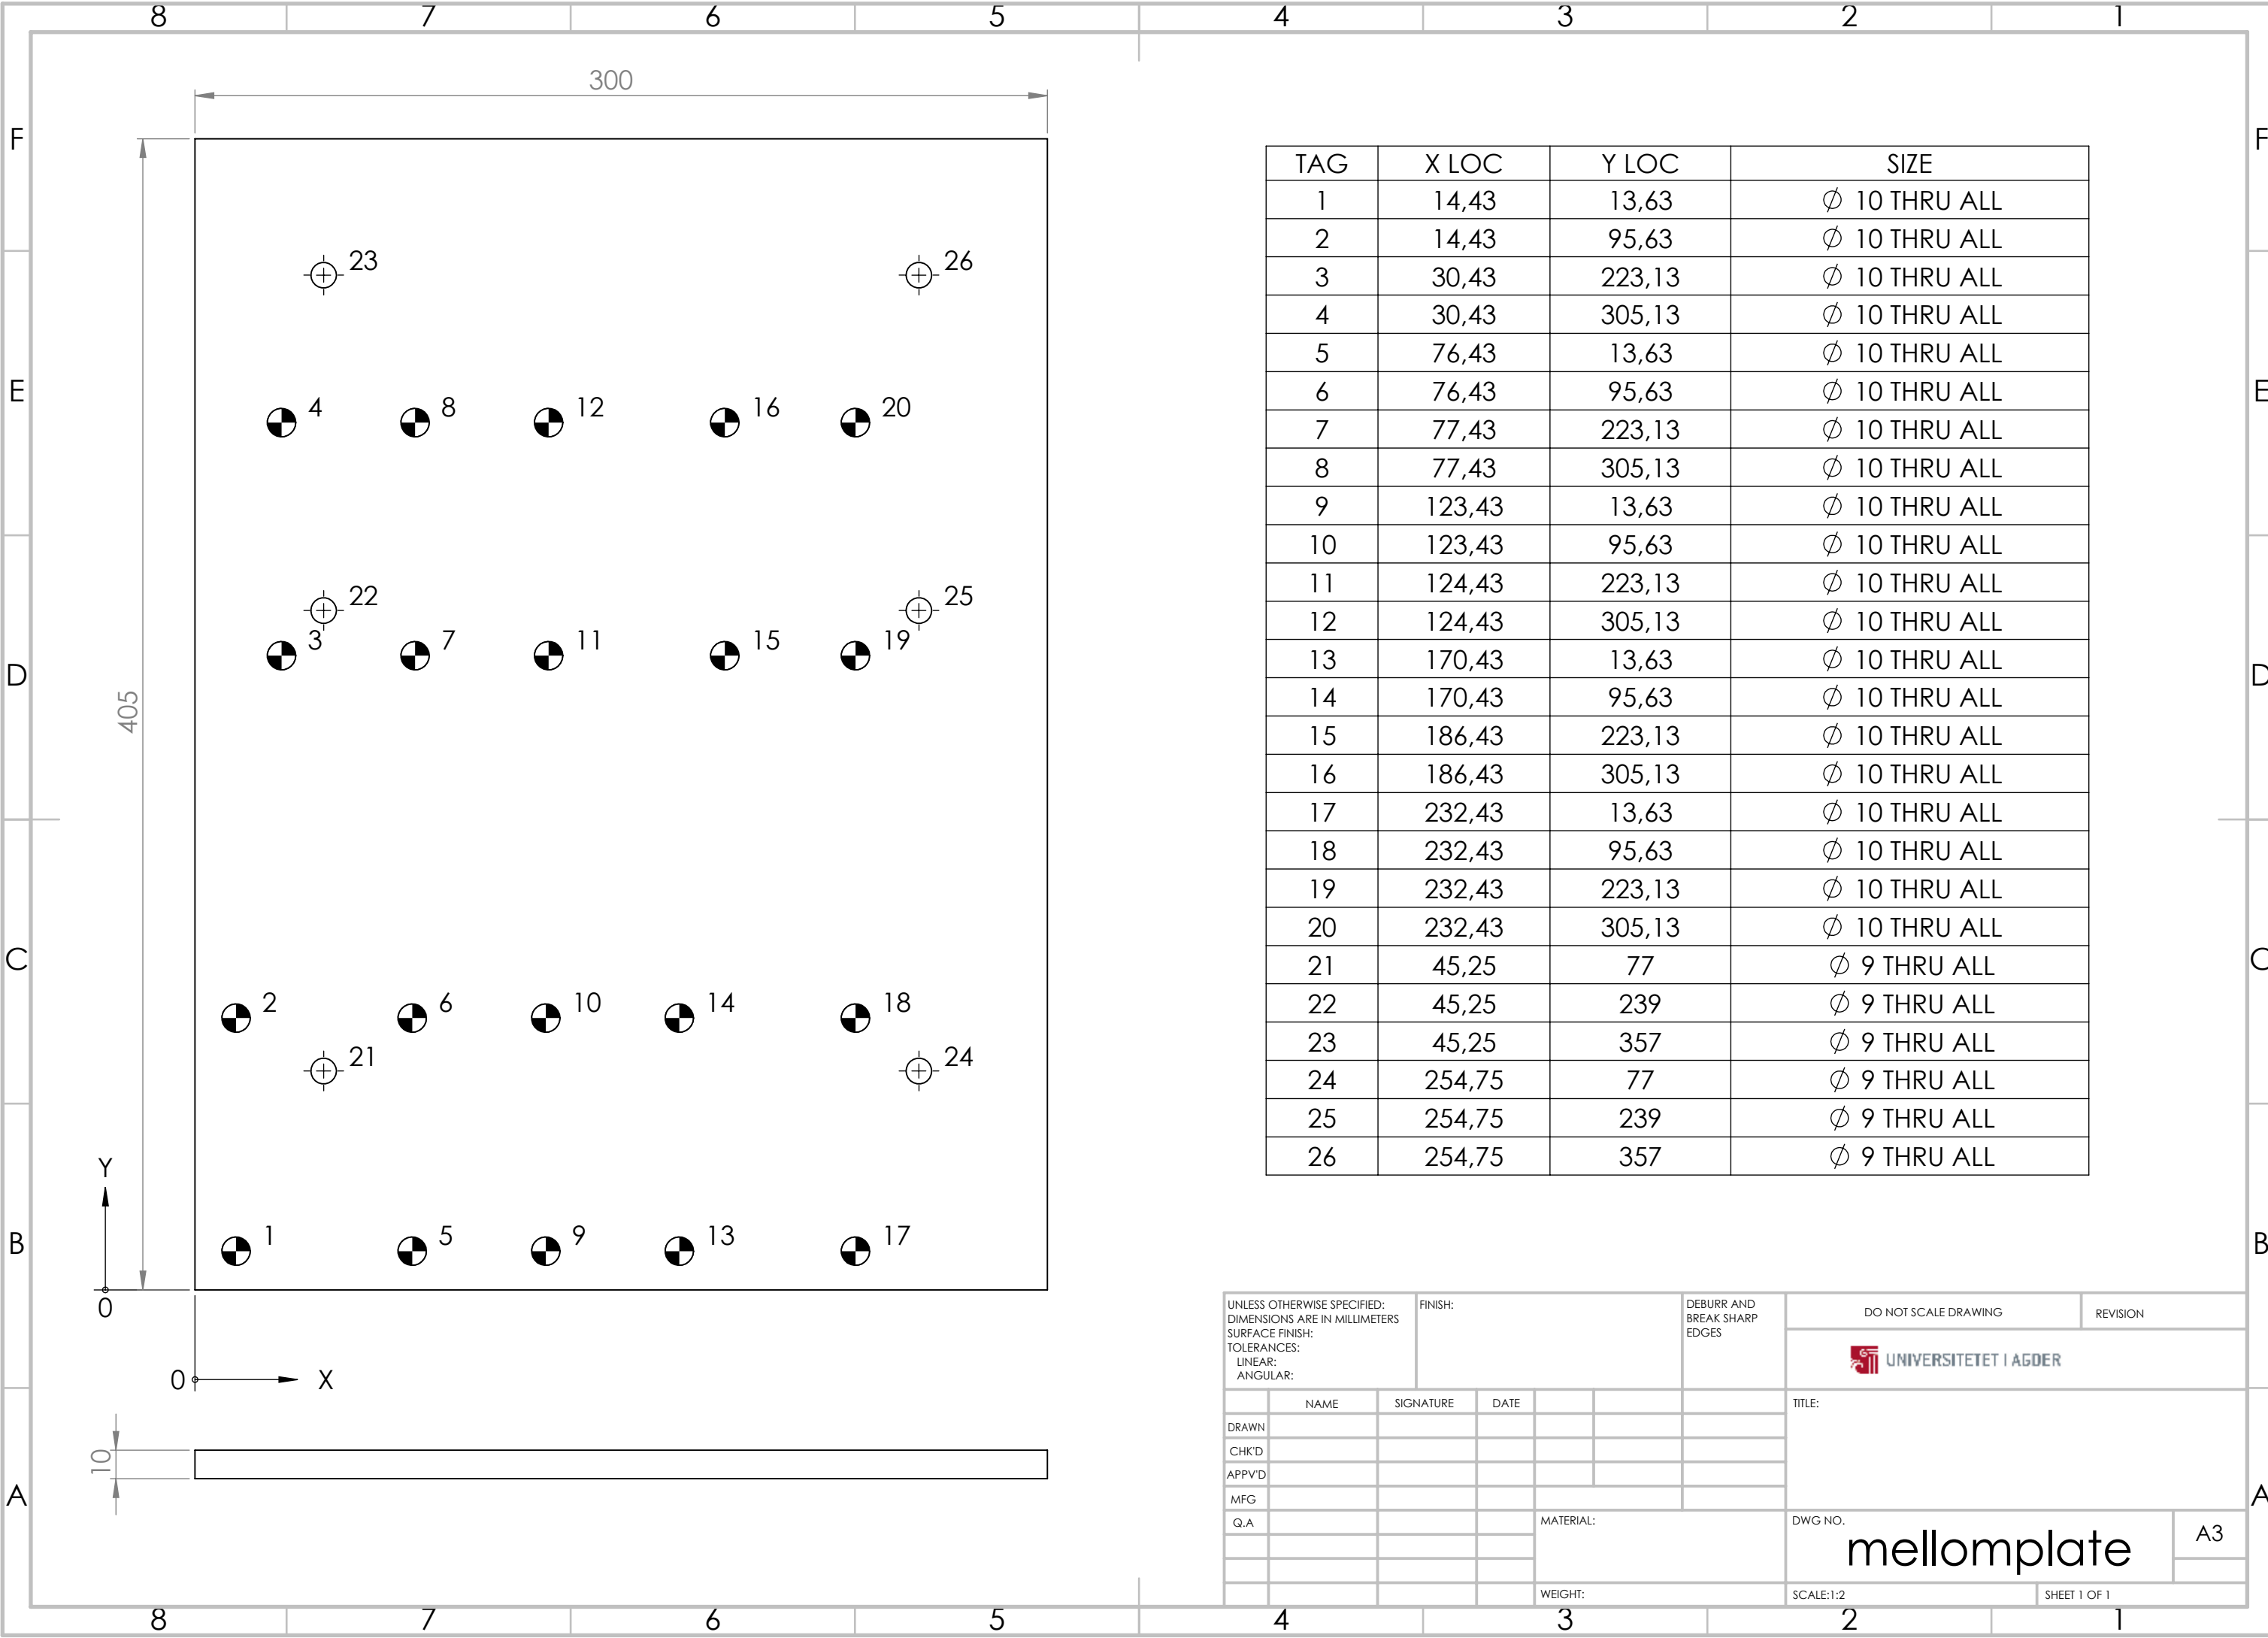 8 7 6 5 4 3 2 1
300
F F
TAG X LOC Y LOC SIZE
1 14,43 13,63 ∅ 10 THRU ALL
2 14,43 95,63 ∅ 10 THRU ALL
3 30,43 223,13 ∅ 10 THRU ALL
4 30,43 305,13 ∅ 10 THRU ALL
5 76,43 13,63 ∅ 10 THRU ALL
6 76,43 95,63 ∅ 10 THRU ALL
7 77,43 223,13 ∅ 10 THRU ALL
8 77,43 305,13 ∅ 10 THRU ALL
9 123,43 13,63 ∅ 10 THRU ALL
10 123,43 95,63 ∅ 10 THRU ALL
11 124,43 223,13 ∅ 10 THRU ALL
12 124,43 305,13 ∅ 10 THRU ALL
13 170,43 13,63 ∅ 10 THRU ALL
14 170,43 95,63 ∅ 10 THRU ALL
15 186,43 223,13 ∅ 10 THRU ALL
16 186,43 305,13 ∅ 10 THRU ALL
17 232,43 13,63 ∅ 10 THRU ALL
18 232,43 95,63 ∅ 10 THRU ALL
19 232,43 223,13 ∅ 10 THRU ALL
20 232,43 305,13 ∅ 10 THRU ALL
21 45,25 77 ∅ 9 THRU ALL
22 45,25 239 ∅ 9 THRU ALL
23 45,25 357 ∅ 9 THRU ALL
24 254,75 77 ∅ 9 THRU ALL
25 254,75 239 ∅ 9 THRU ALL
26 254,75 357 ∅ 9 THRU ALL
23 26
E E
4 8 12 16 20
22 25
3 7 11 15 19
D D
405
C C
2 6 10 14 18
21 24
Y
B B
1 5 9 13 17
0
0 X
10
A A
UNLESS OTHERWISE SPECIFIED:
DIMENSIONS ARE IN MILLIMETERS
SURFACE FINISH:
TOLERANCES:
LINEAR:
ANGULAR:
FINISH:
DEBURR AND
BREAK SHARP
EDGES
DO NOT SCALE DRAWING
REVISION
UNIVERSITETET I AGDER
NAME SIGNATURE DATE
TITLE:
DRAWN
CHK'D
APPV'D
MFG
Q.A
MATERIAL:
DWG NO.
mellomplate
A3
WEIGHT:
SCALE:1:2
SHEET 1 OF 1
8 7 6 5 4 3 2 1